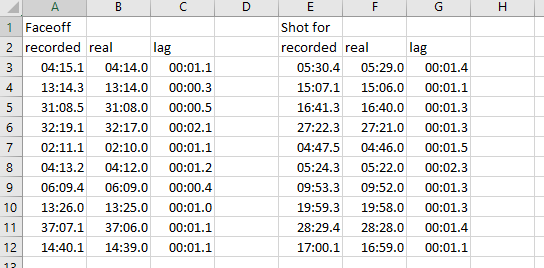 A B C D E F G H
1 Faceoff Shot for
2 recorded real lag recorded real lag
3 04:15.1 04:14.0 00:01.1 05:30.4 05:29.0 00:01.4
4 13:14.3 13:14.0 00:00.3 15:07.1 15:06.0 00:01.1
5 31:08.5 31:08.0 00:00.5 16:41.3 16:40.0 00:01.3
6 32:19.1 32:17.0 00:02.1 27:22.3 27:21.0 00:01.3
7 02:11.1 02:10.0 00:01.1 04:47.5 04:46.0 00:01.5
8 04:13.2 04:12.0 00:01.2 05:24.3 05:22.0 00:02.3
9 06:09.4 06:09.0 00:00.4 09:53.3 09:52.0 00:01.3
10 13:26.0 13:25.0 00:01.0 19:59.3 19:58.0 00:01.3
11 37:07.1 37:06.0 00:01.1 28:29.4 28:28.0 00:01.4
12 14:40.1 14:39.0 00:01.1 17:00.1 16:59.0 00:01.1